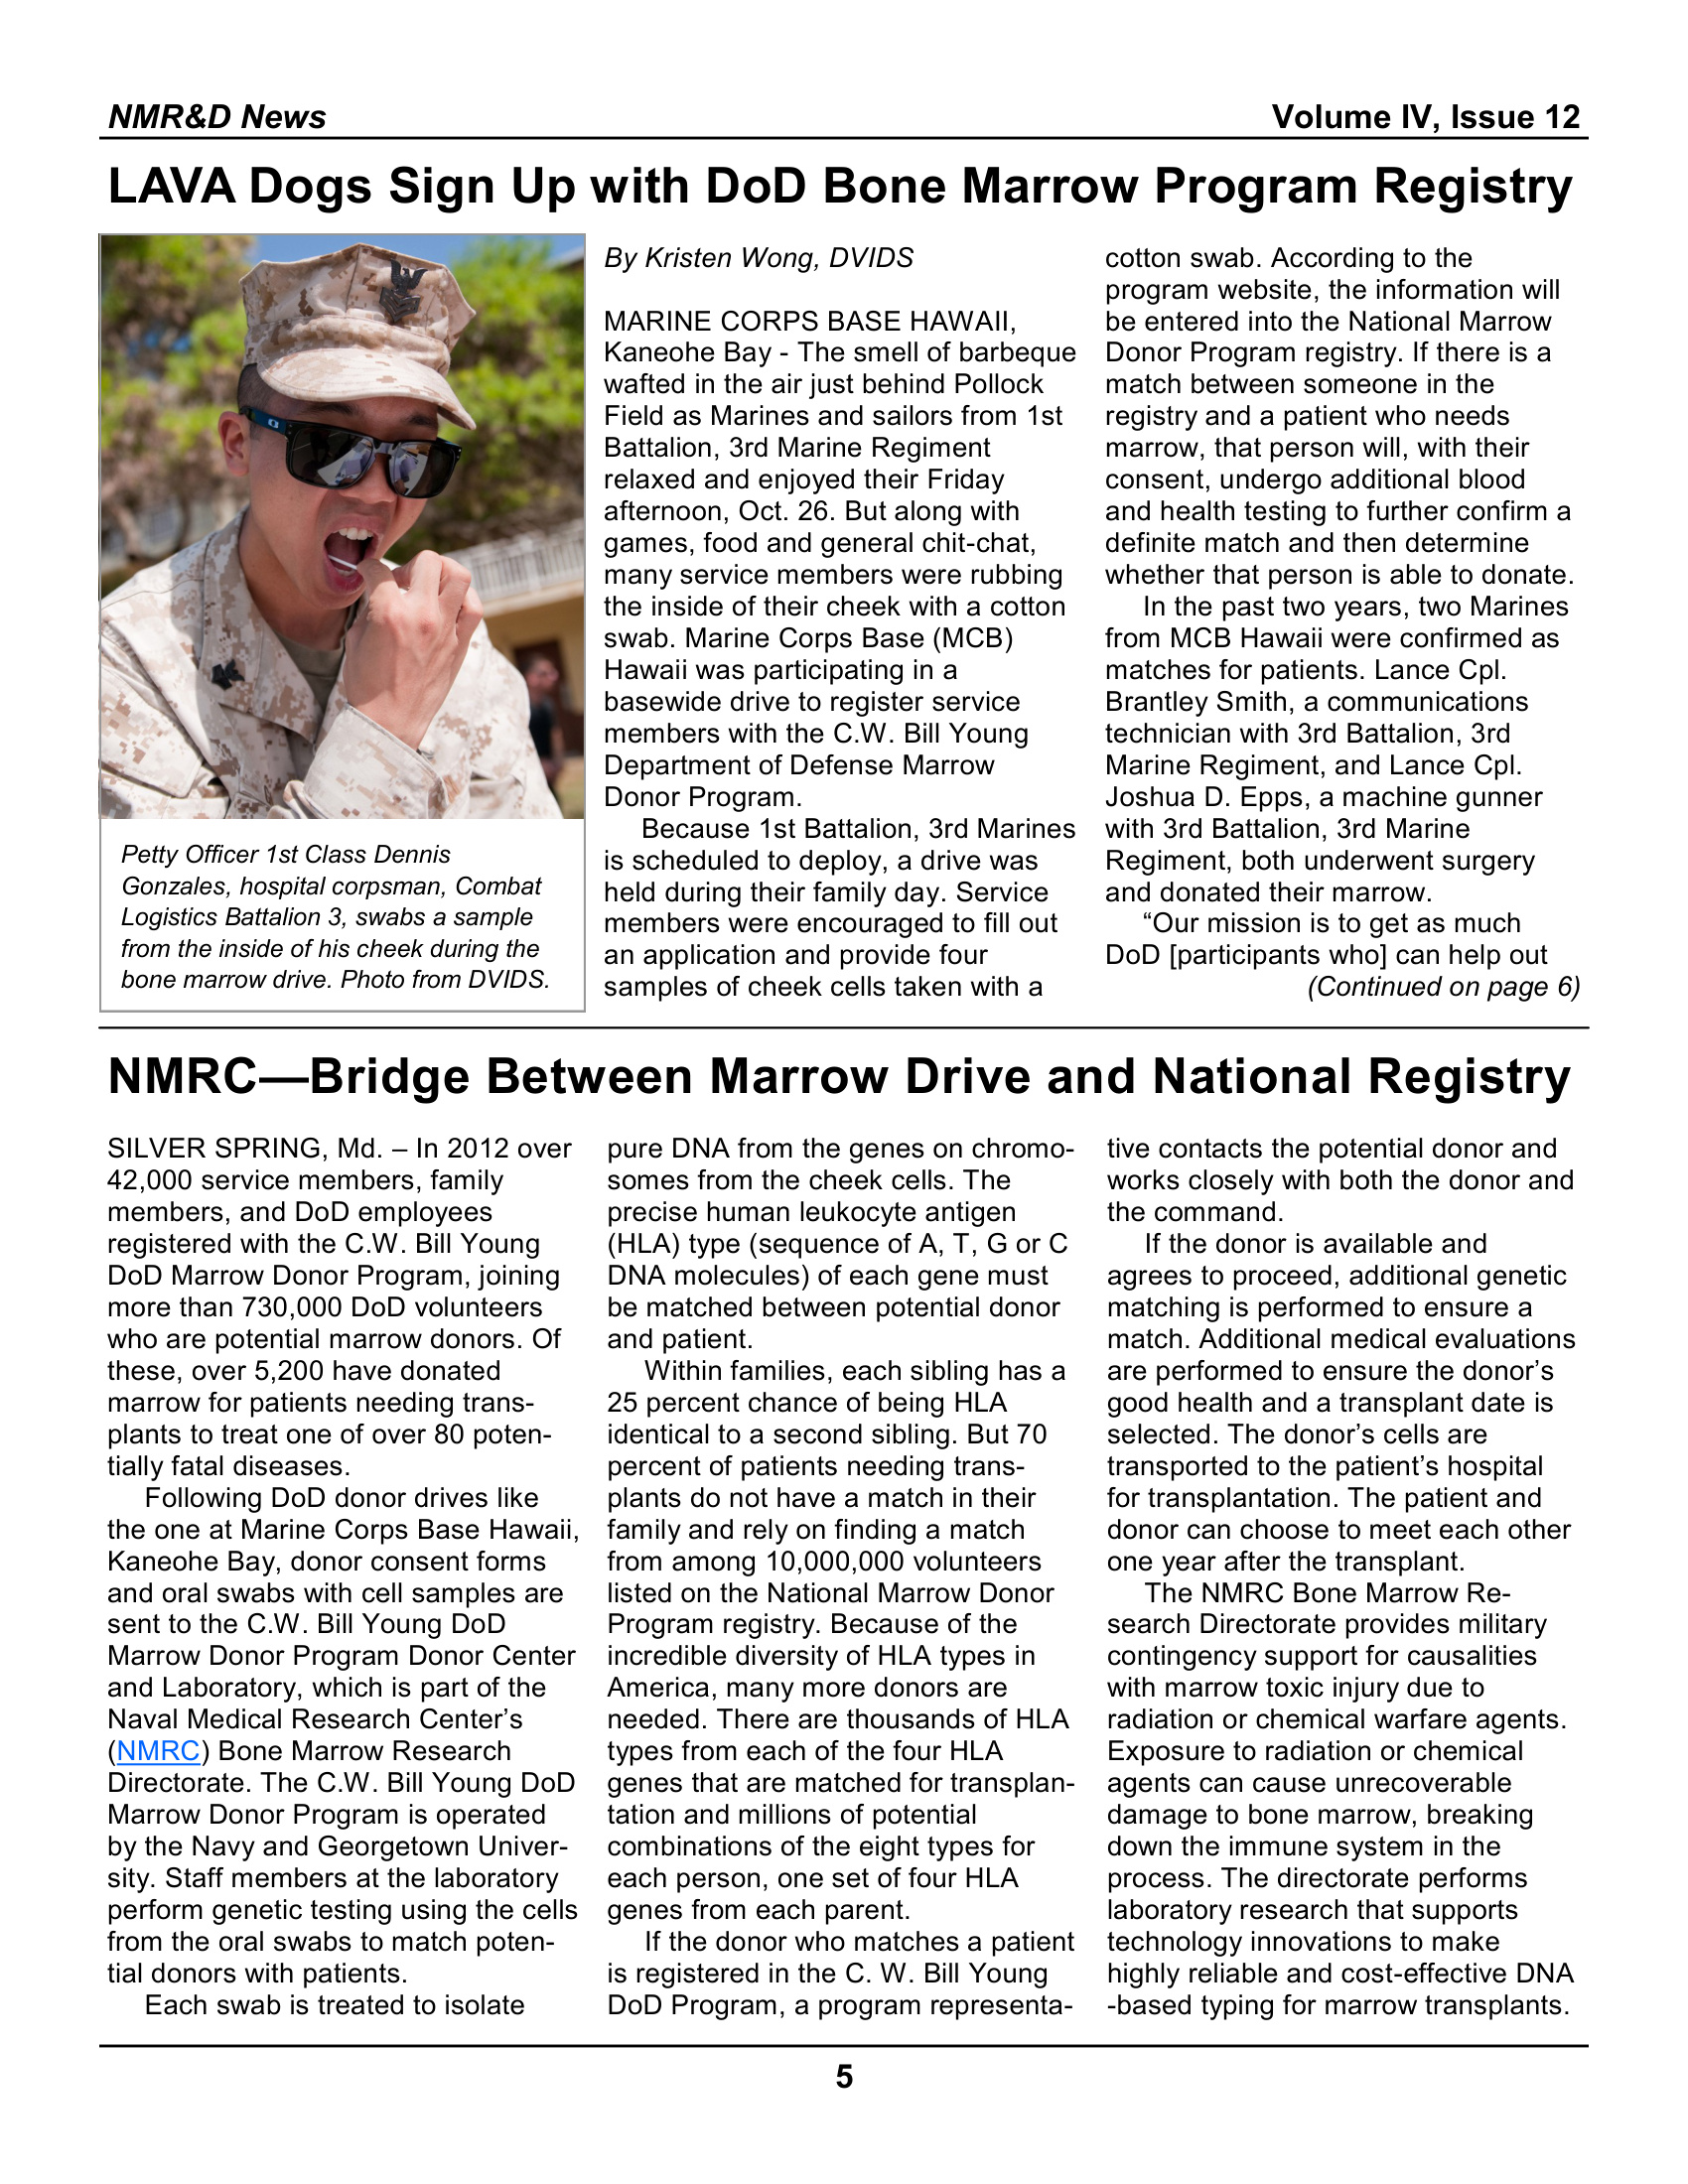 NMR&D News
Volume IV, Issue 12
LAVA Dogs Sign Up with DoD Bone Marrow Program Registry
Petty Officer 1st Class Dennis
Gonzales, hospital corpsman, Combat
Logistics Battalion 3, swabs a sample
from the inside of his cheek during the
bone marrow drive. Photo from DVIDS.
By Kristen Wong, DVIDS
MARINE CORPS BASE HAWAII,
Kaneohe Bay - The smell of barbeque
wafted in the air just behind Pollock
Field as Marines and sailors from 1st
Battalion, 3rd Marine Regiment
relaxed and enjoyed their Friday
afternoon, Oct. 26. But along with
games, food and general chit-chat,
many service members were rubbing
the inside of their cheek with a cotton
swab. Marine Corps Base (MCB)
Hawaii was participating in a
basewide drive to register service
members with the C.W. Bill Young
Department of Defense Marrow
Donor Program.
Because 1st Battalion, 3rd Marines
is scheduled to deploy, a drive was
held during their family day. Service
members were encouraged to fill out
an application and provide four
samples of cheek cells taken with a
cotton swab. According to the
program website, the information will
be entered into the National Marrow
Donor Program registry. If there is a
match between someone in the
registry and a patient who needs
marrow, that person will, with their
consent, undergo additional blood
and health testing to further confirm a
definite match and then determine
whether that person is able to donate.
In the past two years, two Marines
from MCB Hawaii were confirmed as
matches for patients. Lance Cpl.
Brantley Smith, a communications
technician with 3rd Battalion, 3rd
Marine Regiment, and Lance Cpl.
Joshua D. Epps, a machine gunner
with 3rd Battalion, 3rd Marine
Regiment, both underwent surgery
and donated their marrow.
“Our mission is to get as much
DoD [participants who] can help out
(Continued on page 6)
NMRC—Bridge Between Marrow Drive and National Registry
SILVER SPRING, Md. – In 2012 over
42,000 service members, family
members, and DoD employees
registered with the C.W. Bill Young
DoD Marrow Donor Program, joining
more than 730,000 DoD volunteers
who are potential marrow donors. Of
these, over 5,200 have donated
marrow for patients needing trans-
plants to treat one of over 80 poten-
tially fatal diseases.
Following DoD donor drives like
the one at Marine Corps Base Hawaii,
Kaneohe Bay, donor consent forms
and oral swabs with cell samples are
sent to the C.W. Bill Young DoD
Marrow Donor Program Donor Center
and Laboratory, which is part of the
Naval Medical Research Center’s
(NMRC) Bone Marrow Research
Directorate. The C.W. Bill Young DoD
Marrow Donor Program is operated
by the Navy and Georgetown Univer-
sity. Staff members at the laboratory
perform genetic testing using the cells
from the oral swabs to match poten-
tial donors with patients.
Each swab is treated to isolate
pure DNA from the genes on chromo-
somes from the cheek cells. The
precise human leukocyte antigen
(HLA) type (sequence of A, T, G or C
DNA molecules) of each gene must
be matched between potential donor
and patient.
Within families, each sibling has a
25 percent chance of being HLA
identical to a second sibling. But 70
percent of patients needing trans-
plants do not have a match in their
family and rely on finding a match
from among 10,000,000 volunteers
listed on the National Marrow Donor
Program registry. Because of the
incredible diversity of HLA types in
America, many more donors are
needed. There are thousands of HLA
types from each of the four HLA
genes that are matched for transplan-
tation and millions of potential
combinations of the eight types for
each person, one set of four HLA
genes from each parent.
If the donor who matches a patient
is registered in the C. W. Bill Young
DoD Program, a program representa-
tive contacts the potential donor and
works closely with both the donor and
the command.
If the donor is available and
agrees to proceed, additional genetic
matching is performed to ensure a
match. Additional medical evaluations
are performed to ensure the donor’s
good health and a transplant date is
selected. The donor’s cells are
transported to the patient’s hospital
for transplantation. The patient and
donor can choose to meet each other
one year after the transplant.
The NMRC Bone Marrow Re-
search Directorate provides military
contingency support for causalities
with marrow toxic injury due to
radiation or chemical warfare agents.
Exposure to radiation or chemical
agents can cause unrecoverable
damage to bone marrow, breaking
down the immune system in the
process. The directorate performs
laboratory research that supports
technology innovations to make
highly reliable and cost-effective DNA
-based typing for marrow transplants.
5